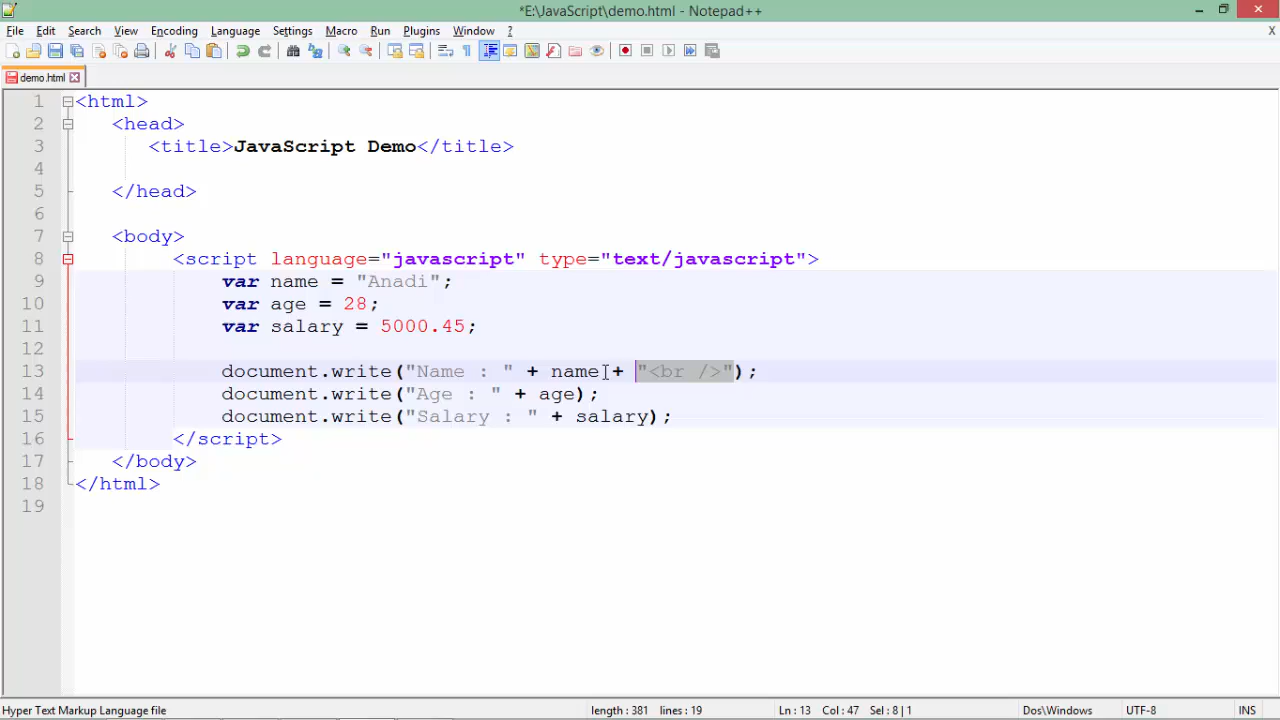 *E:\JavaScript\demo.html - Notepad++
File Edit Search View Encoding Language Settings Macro Run Plugins Window ? X
demo.html
1 <html>
2 <head>
3 <title>JavaScript Demo</title>
4
5 </head>
6
7 <body>
8 <script language="javascript" type="text/javascript">
9 var name = "Anadi";
10 var age = 28;
11 var salary = 5000.45;
12
13 document.write("Name : " + name + "<br />");
14 document.write("Age : " + age);
15 document.write("Salary : " + salary);
16 </script>
17 </body>
18 </html>
19
Hyper Text Markup Language file length : 381 lines : 19 Ln : 13 Col : 47 Sel : 8 | 1 Dos\Windows UTF-8 INS